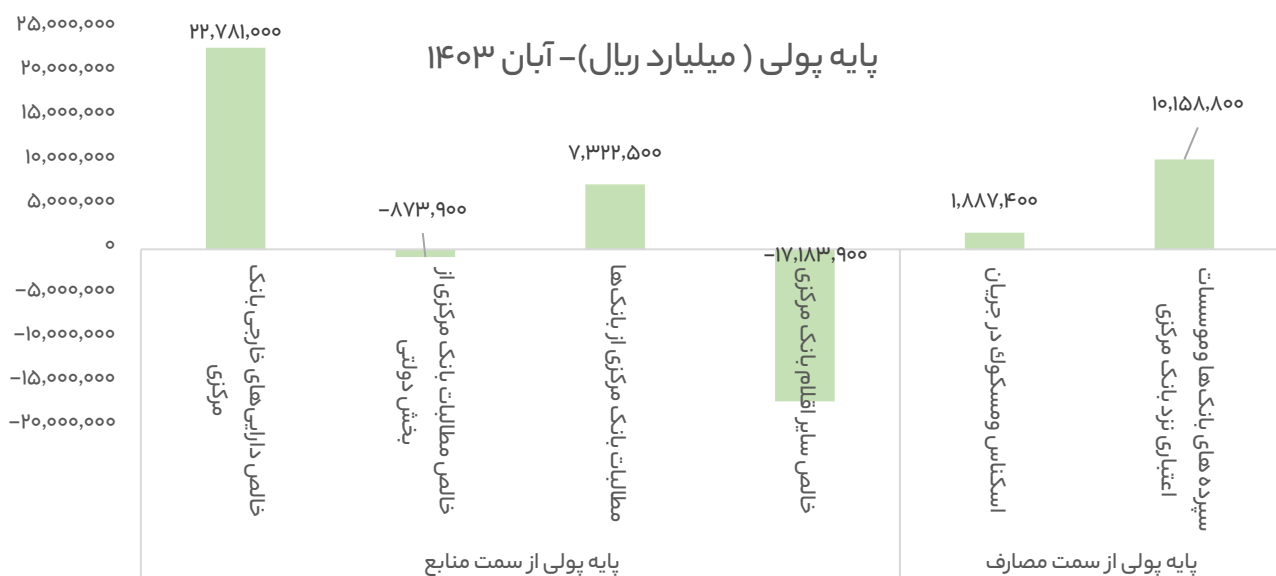 پایه پولی ( میلیارد ریال)- آبان ۱۴۰۳
۲۵,۰۰۰,۰۰۰
۲۰,۰۰۰,۰۰۰
۱۵,۰۰۰,۰۰۰
۱۰,۰۰۰,۰۰۰
۵,۰۰۰,۰۰۰
۰
-۵,۰۰۰,۰۰۰
-۱۰,۰۰۰,۰۰۰
-۱۵,۰۰۰,۰۰۰
-۲۰,۰۰۰,۰۰۰
۲۲,۷۸۱,۰۰۰
-۸۷۳,۹۰۰
۷,۳۲۲,۵۰۰
-۱۷,۱۸۳,۹۰۰
۱,۸۸۷,۴۰۰
۱۰,۱۵۸,۸۰۰
خالص دارایی‌های خارجی بانک
مرکزی
خالص مطالبات بانک مرکزی از
بخش دولتی
مطالبات بانک مرکزی از بانک‌ها
خالص سایر اقلام بانک مرکزی
اسکناس ومسکوك در جریان
سپرده های بانک‌ها وموسسات
اعتباری نزد بانک مرکزی
پایه پولی از سمت منابع
پایه پولی از سمت مصارف